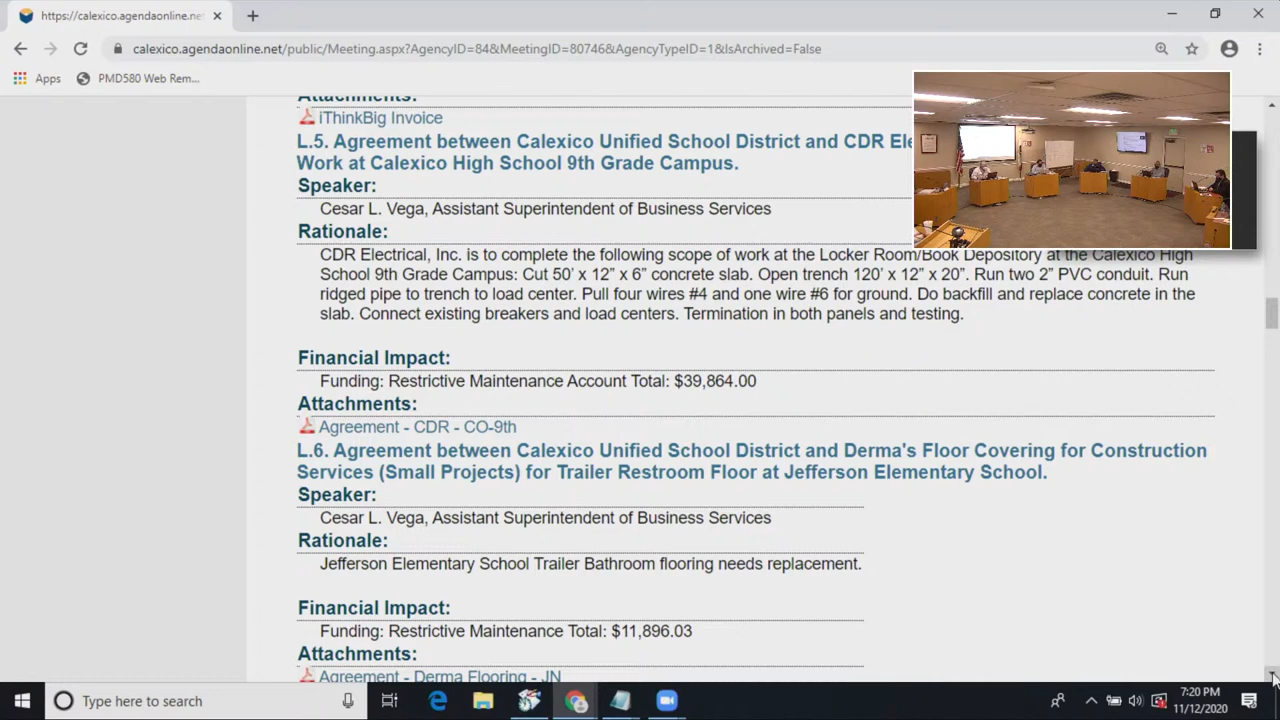 https://calexico.agendaonline.ne
calexico.agendaonline.net/public/Meeting.aspx?AgencyID=84&MeetingID=80746&AgencyTypeID=1&IsArchived=False
Apps
PMD580 Web Rem...
Attachments:
iThinkBig Invoice
L.5. Agreement between Calexico Unified School District and CDR Ele
Work at Calexico High School 9th Grade Campus.
Speaker:
Cesar L. Vega, Assistant Superintendent of Business Services
Rationale:
CDR Electrical, Inc. is to complete the following scope of work at the Locker Room/Book Depository at the Calexico High
School 9th Grade Campus: Cut 50' x 12" x 6" concrete slab. Open trench 120' x 12" x 20". Run two 2" PVC conduit. Run
ridged pipe to trench to load center. Pull four wires #4 and one wire #6 for ground. Do backfill and replace concrete in the
slab. Connect existing breakers and load centers. Termination in both panels and testing.
Financial Impact:
Funding: Restrictive Maintenance Account Total: $39,864.00
Attachments:
Agreement - CDR - CO-9th
L.6. Agreement between Calexico Unified School District and Derma's Floor Covering for Construction
Services (Small Projects) for Trailer Restroom Floor at Jefferson Elementary School.
Speaker:
Cesar L. Vega, Assistant Superintendent of Business Services
Rationale:
Jefferson Elementary School Trailer Bathroom flooring needs replacement.
Financial Impact:
Funding: Restrictive Maintenance Total: $11,896.03
Attachments:
Agreement - Derma Flooring - JN
Type here to search
7:20 PM
11/12/2020